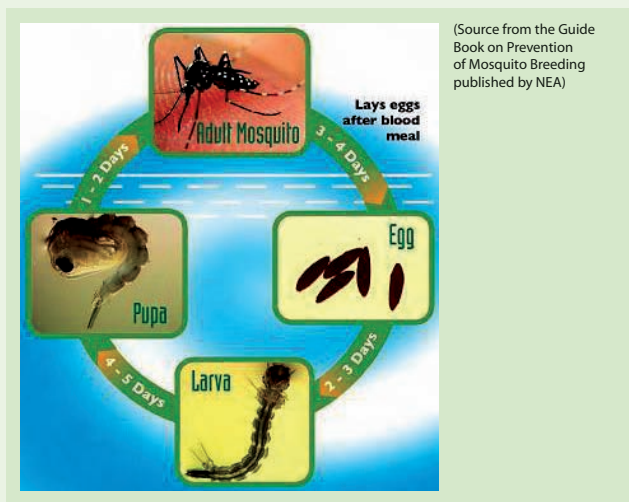 (Source from the Guide
Book on Prevention
of Mosquito Breeding
published by NEA)
Lays eggs
after blood
meal
Adult Mosquito
3 - 4 Days
Egg
2 - 3 Days
Larva
4 - 5 Days
Pupa
1 - 2 Days